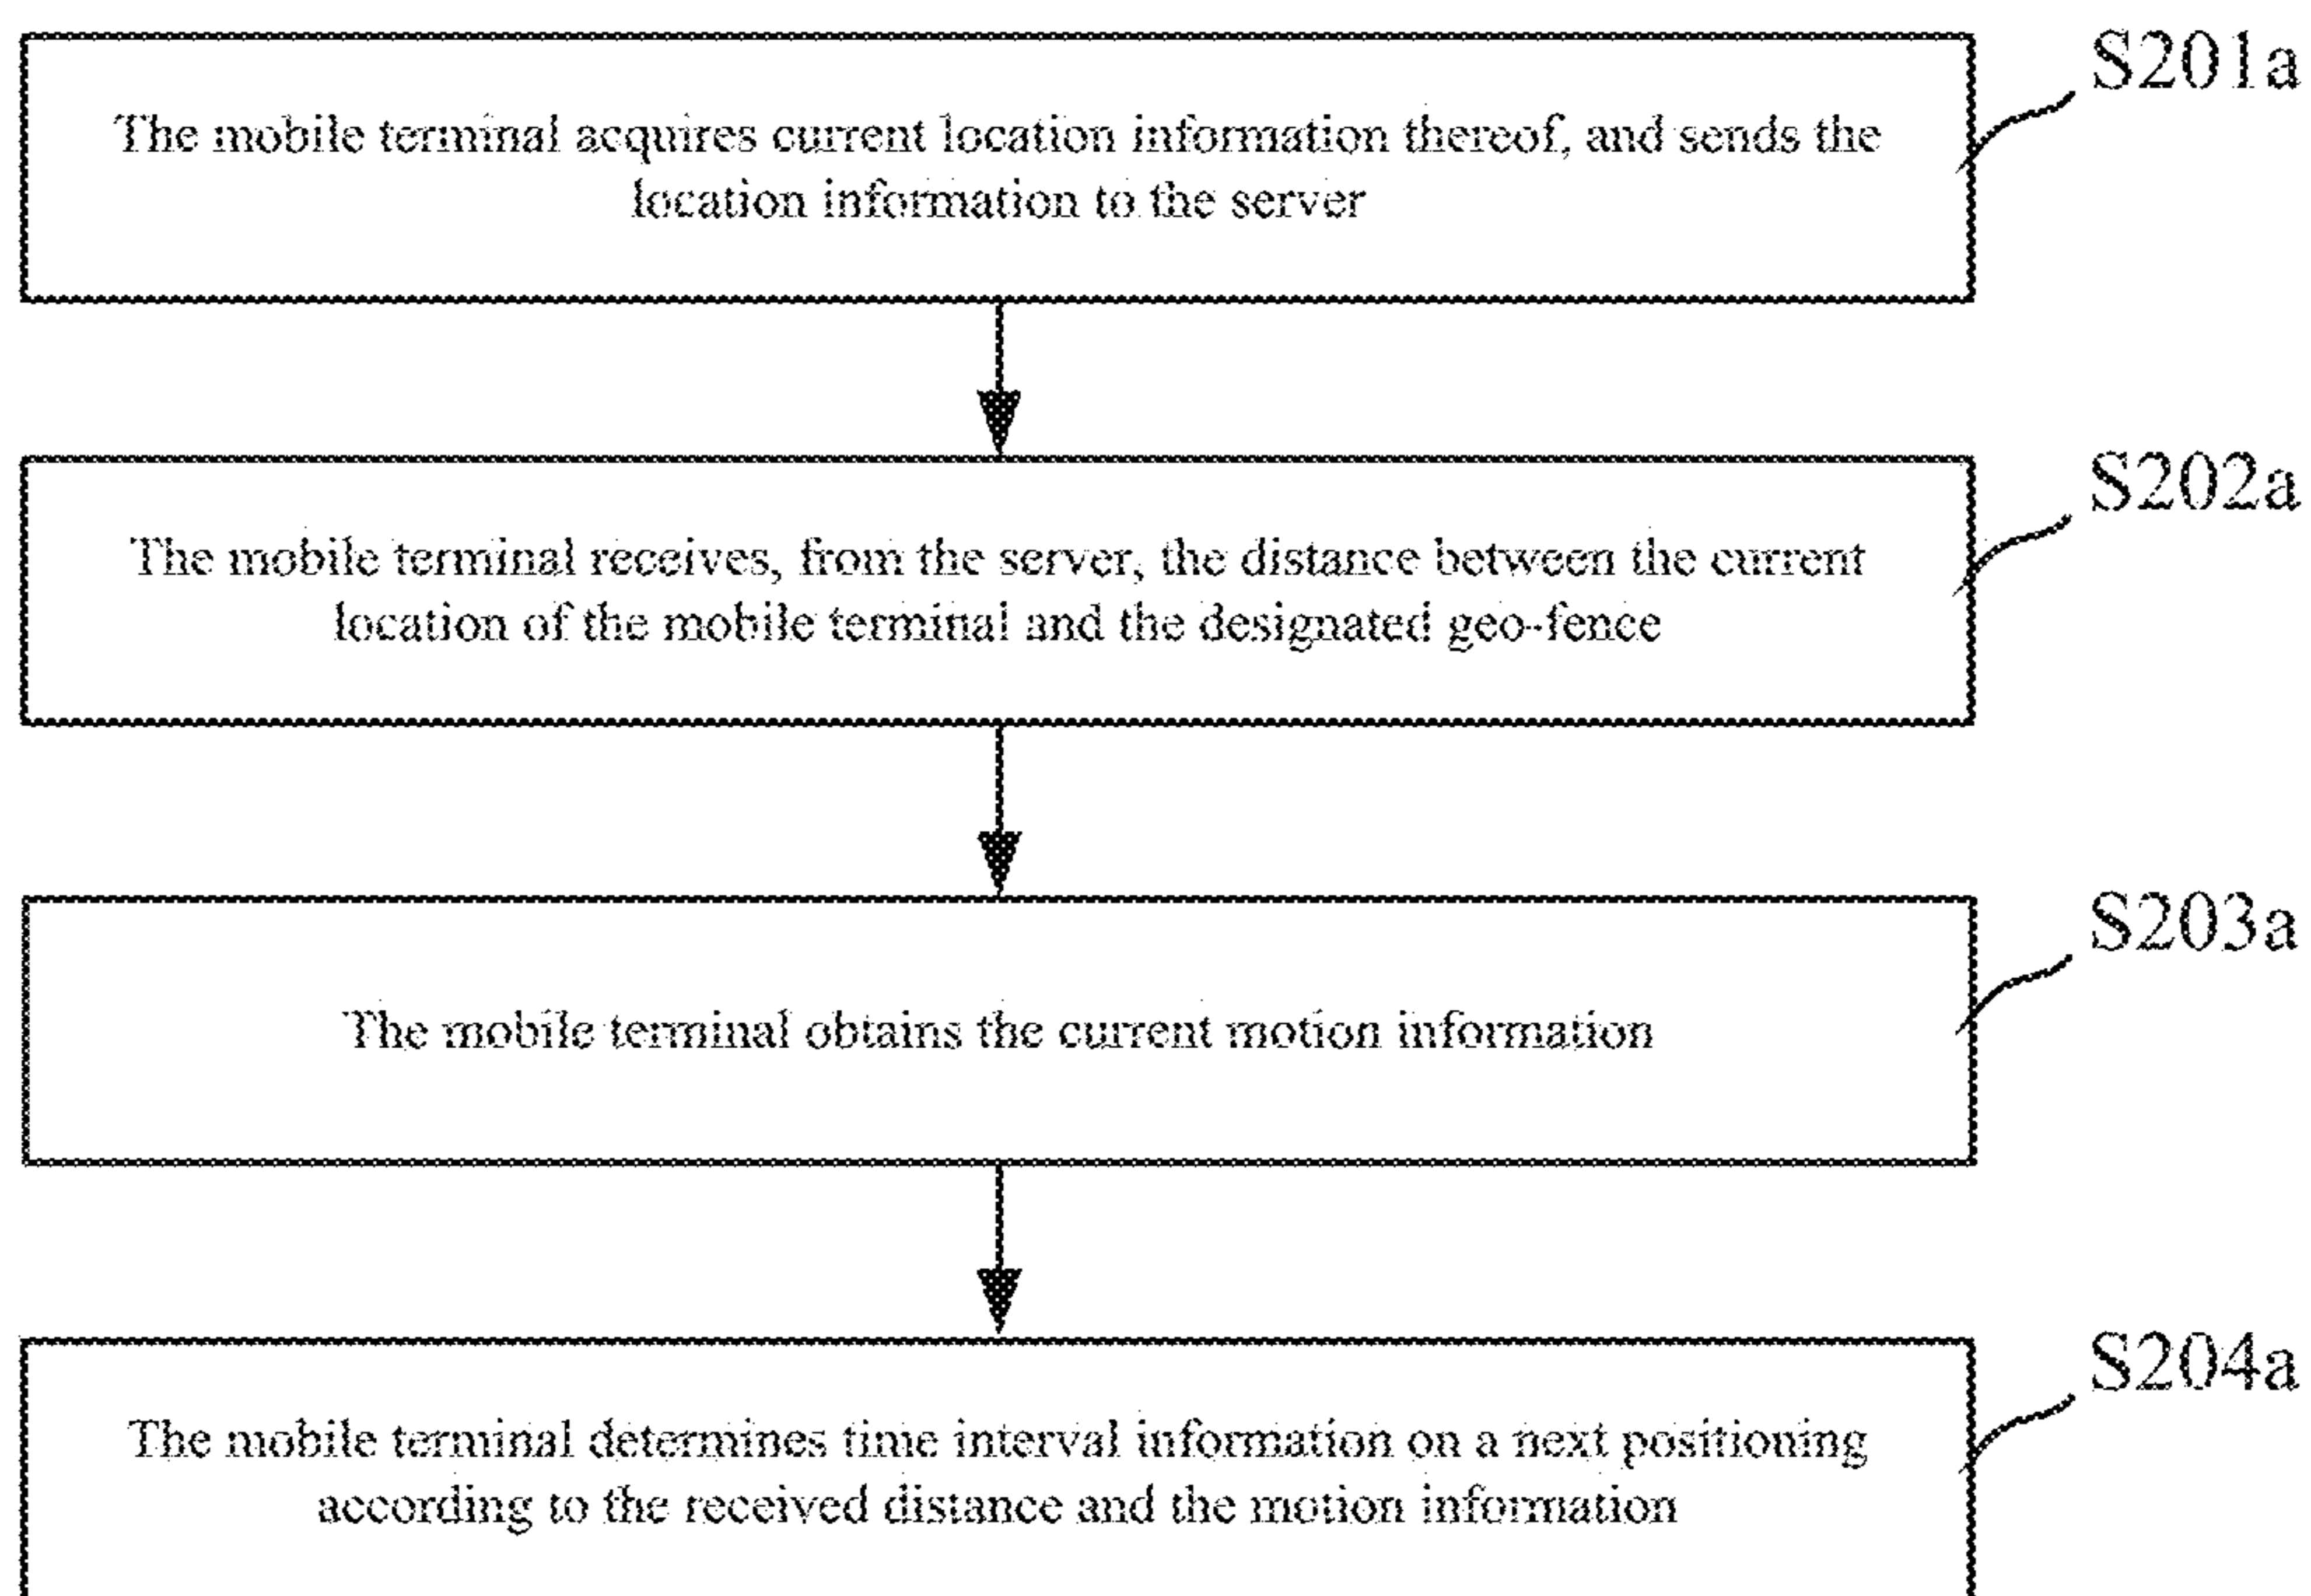 S201a
The mobile terminal acquires current location information thereof, and sends the
location information to the server
S202a
The mobile terminal receives, from the server, the distance between the current
location of the mobile terminal and the designated geo-fence
S203a
The mobile terminal obtains the current motion information
S204a
The mobile terminal determines time interval information on a next positioning
according to the received distance and the motion information